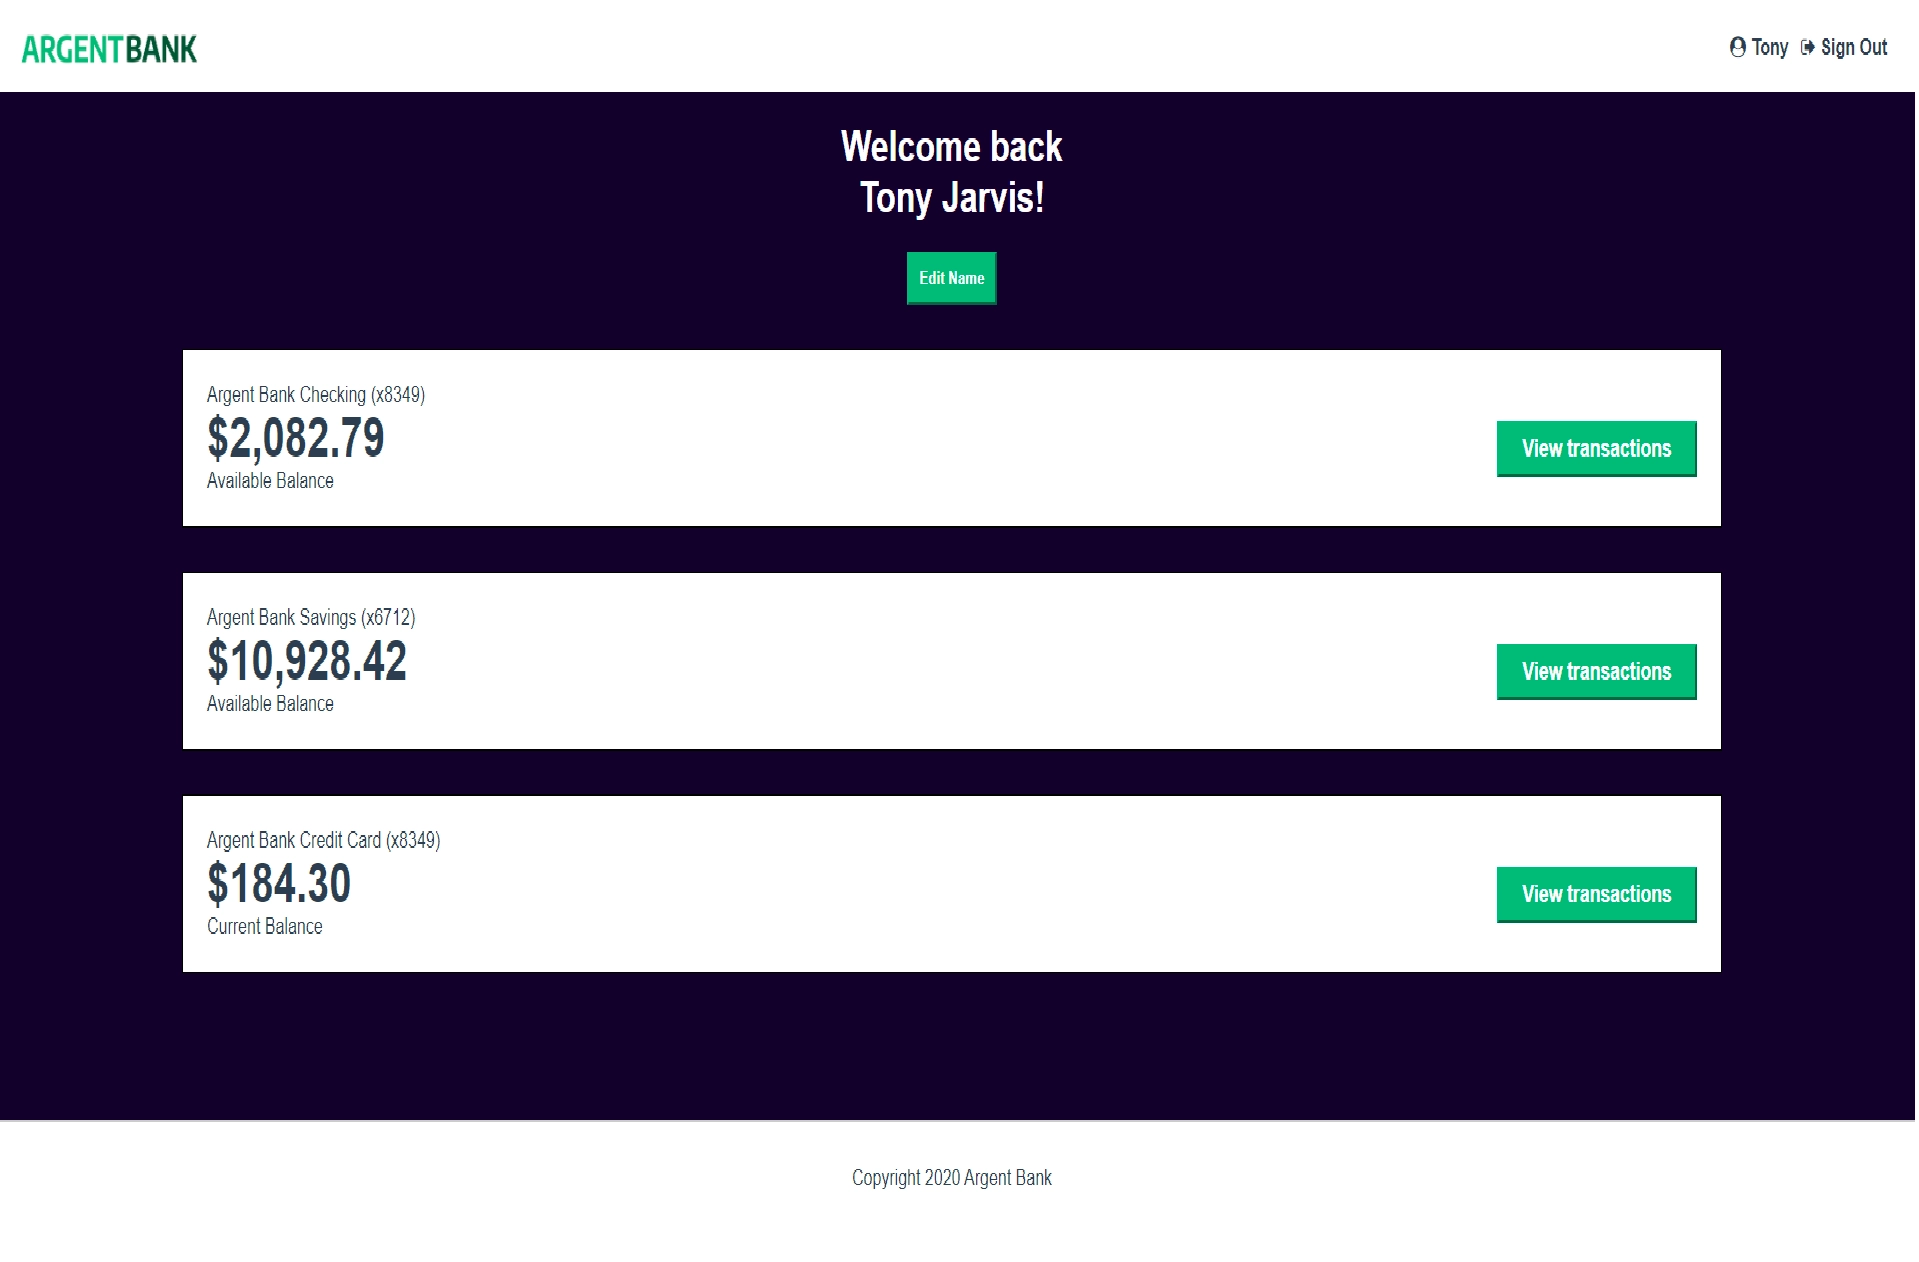 ARGENTBANK
Tony Sign Out
Welcome back
Tony Jarvis!
Edit Name
Argent Bank Checking (x8349)
$2,082.79
Available Balance
View transactions
Argent Bank Savings (x6712)
$10,928.42
Available Balance
View transactions
Argent Bank Credit Card (x8349)
$184.30
Current Balance
View transactions
Copyright 2020 Argent Bank